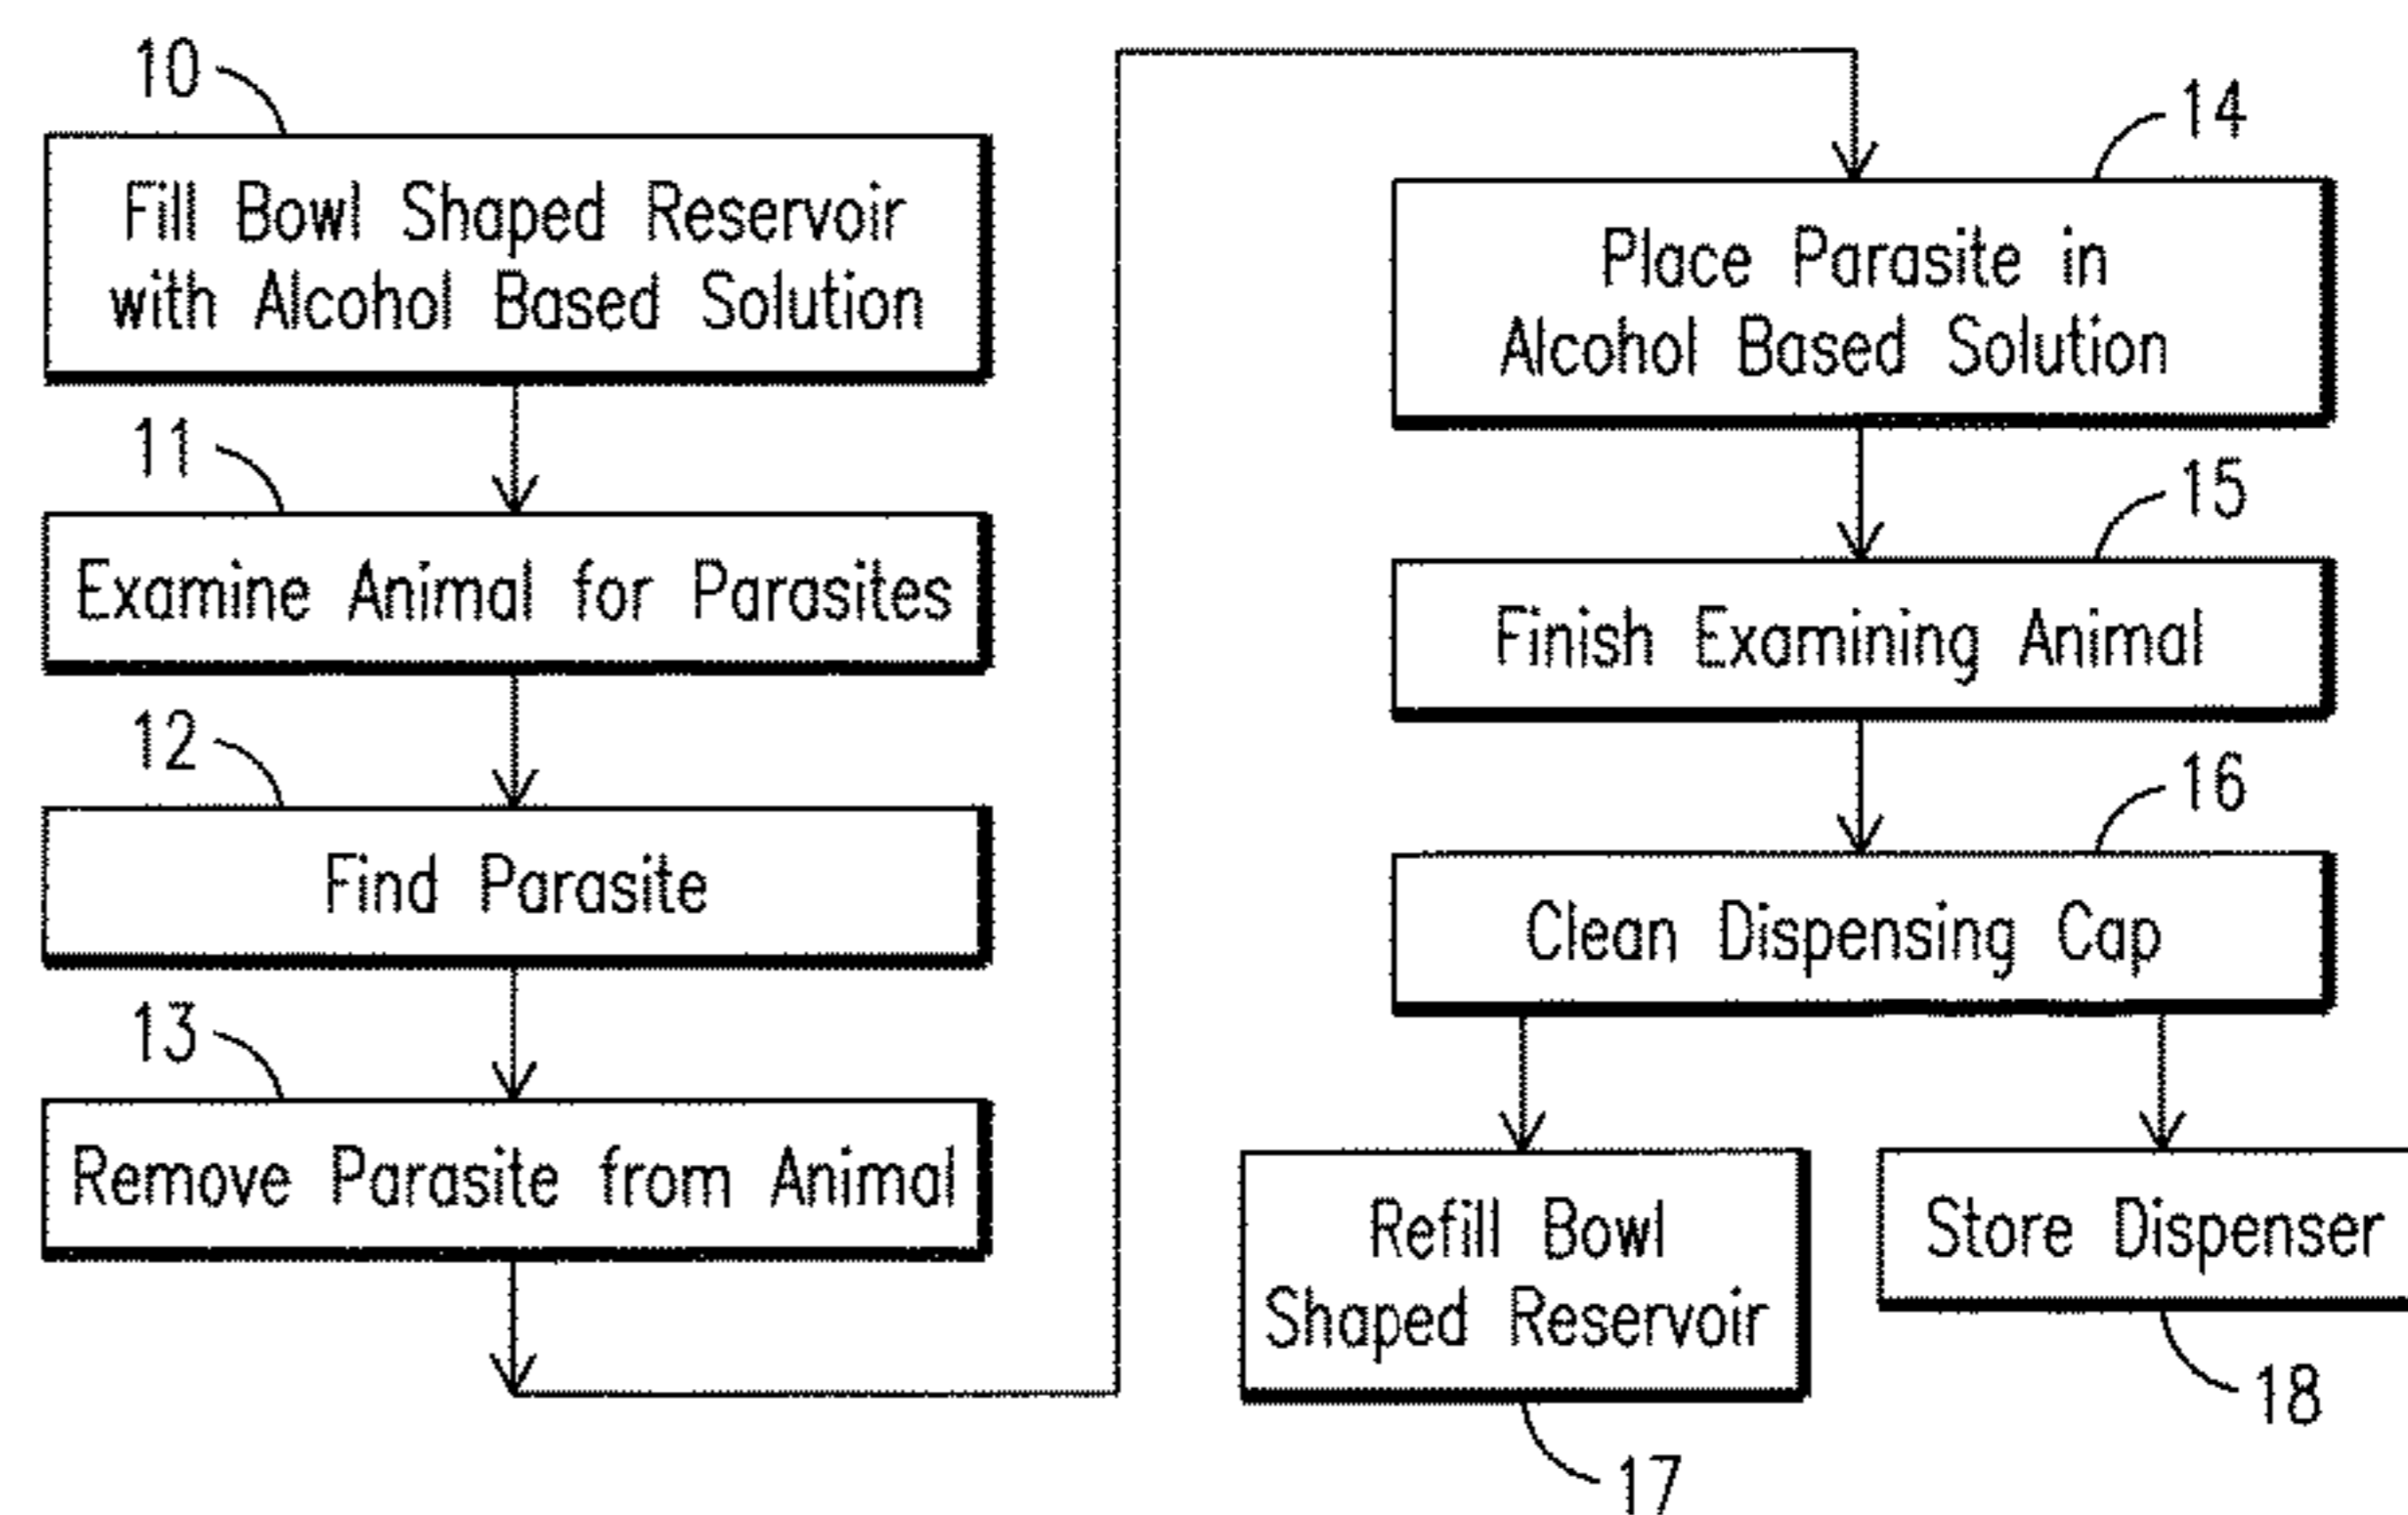 10
Fill Bowl Shaped Reservoir
with Alcohol Based Solution
11
Examine Animal for Parasites
12
Find Parasite
13
Remove Parasite from Animal
14
Place Parasite in
Alcohol Based Solution
15
Finish Examining Animal
16
Clean Dispensing Cap
Refill Bowl
Shaped Reservoir
17
Store Dispenser
18